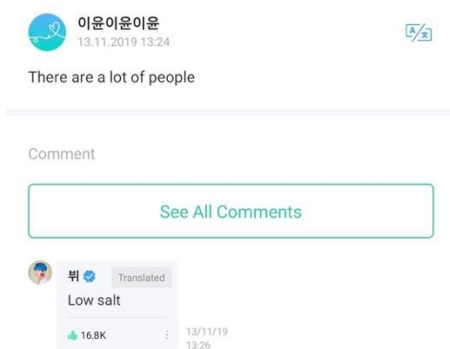 이윤이윤이윤
13.11.2019 13:24
There are a lot of people
Comment
See All Comments
뷔 Translated
Low salt
16.8K
13/11/19
13:26